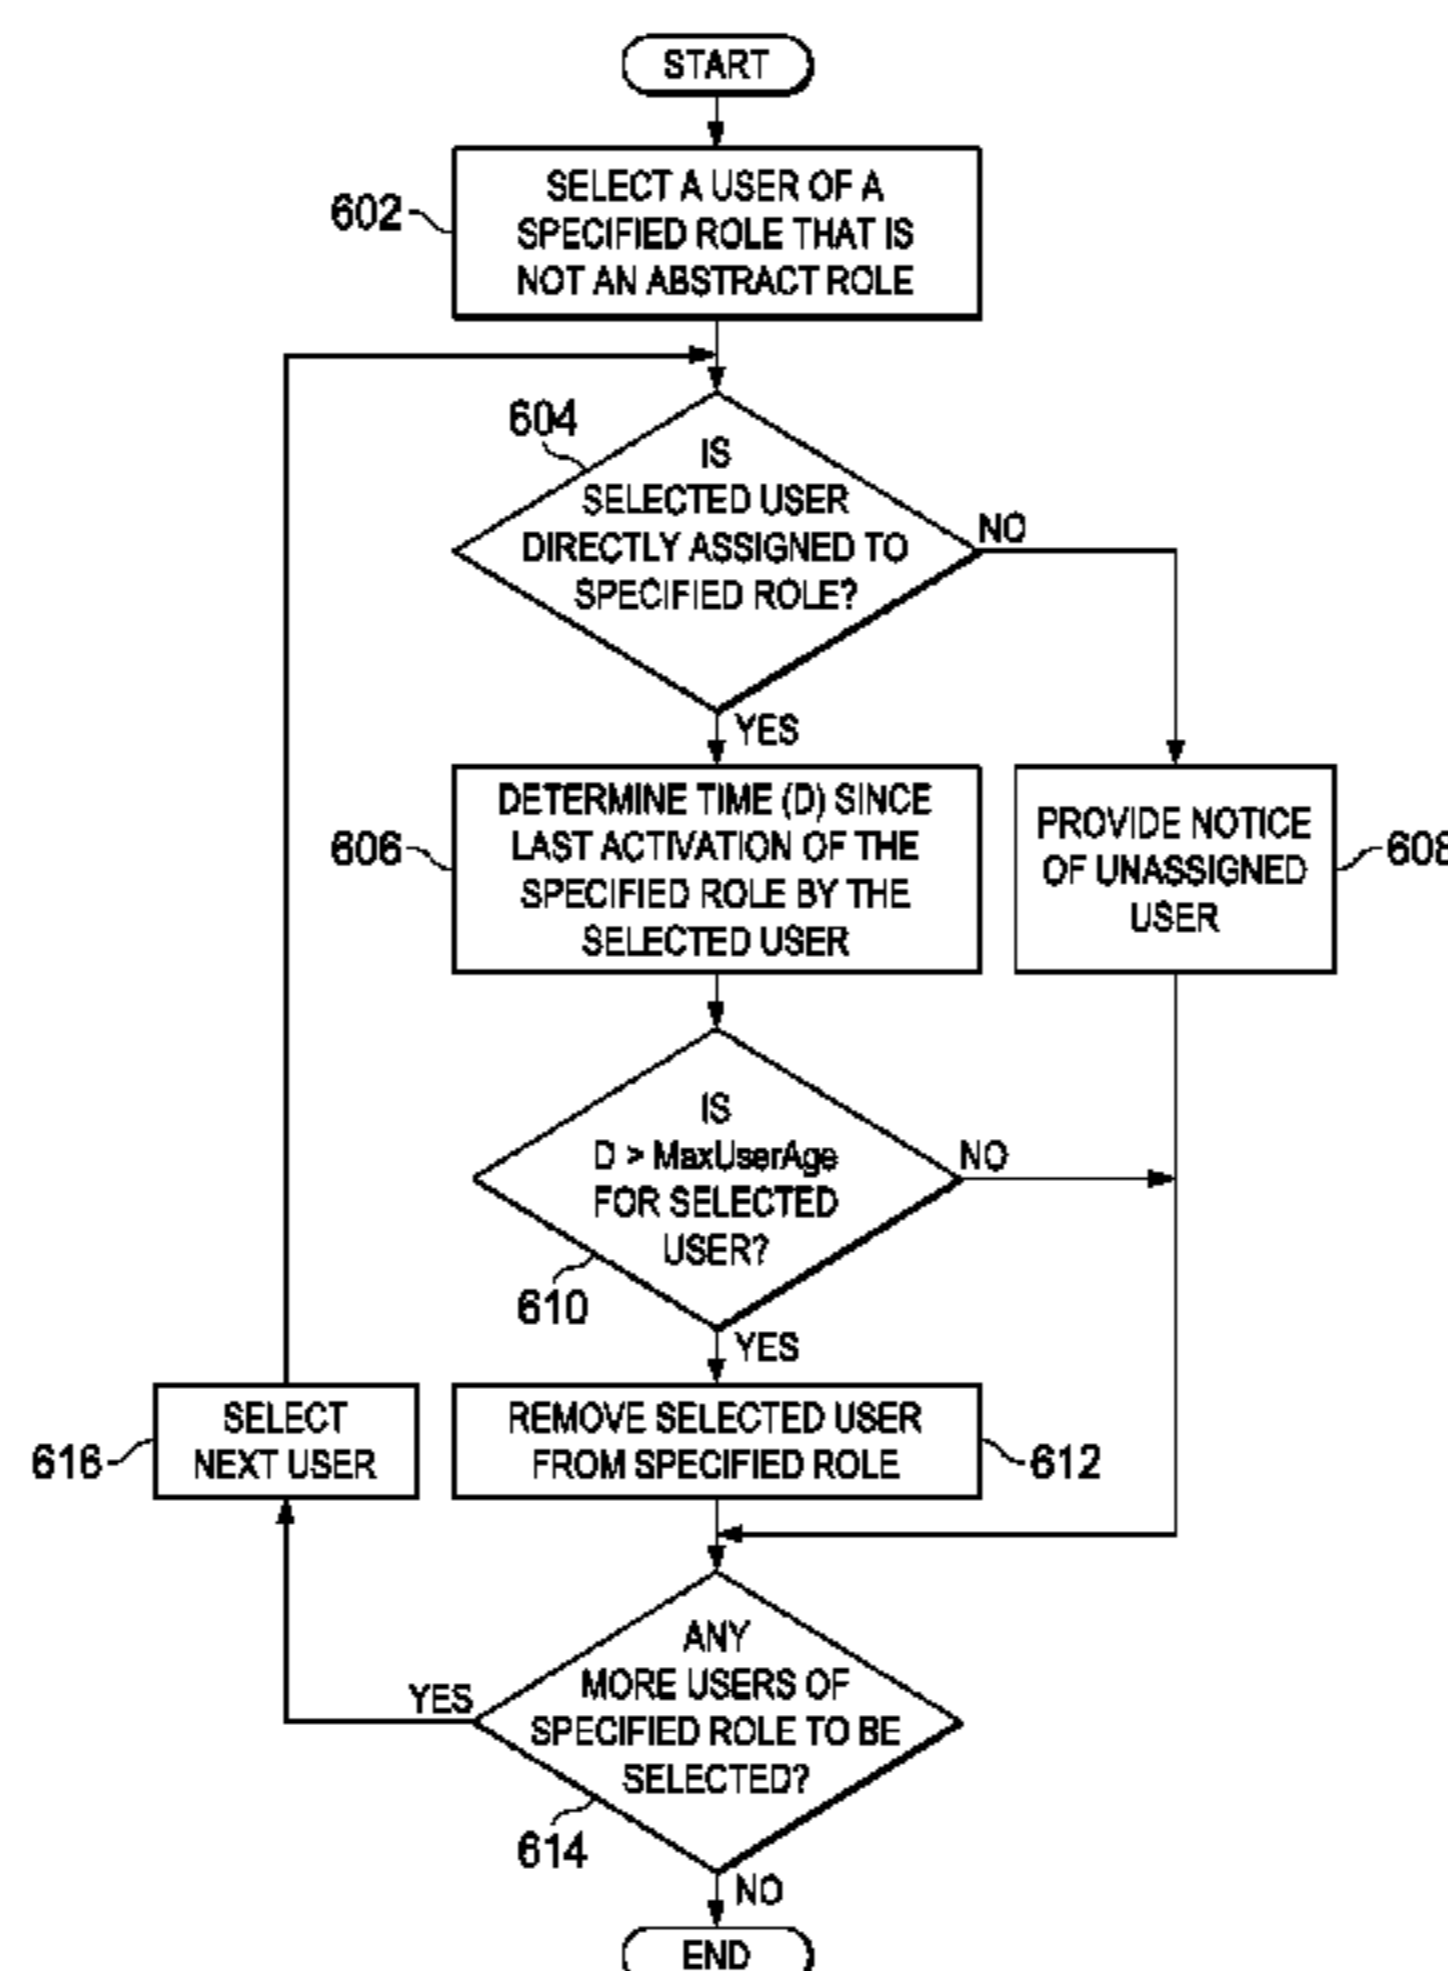 START
602
SELECT A USER OF A
SPECIFIED ROLE THAT IS
NOT AN ABSTRACT ROLE
604
IS
SELECTED USER
DIRECTLY ASSIGNED TO
SPECIFIED ROLE?
NO
YES
606
DETERMINE TIME (D) SINCE
LAST ACTIVATION OF THE
SPECIFIED ROLE BY THE
SELECTED USER
PROVIDE NOTICE
OF UNASSIGNED
USER
608
IS
D > MaxUserAge
FOR SELECTED
USER?
NO
610
YES
616
SELECT
NEXT USER
REMOVE SELECTED USER
FROM SPECIFIED ROLE
612
ANY
MORE USERS OF
SPECIFIED ROLE TO BE
SELECTED?
YES
614
NO
END